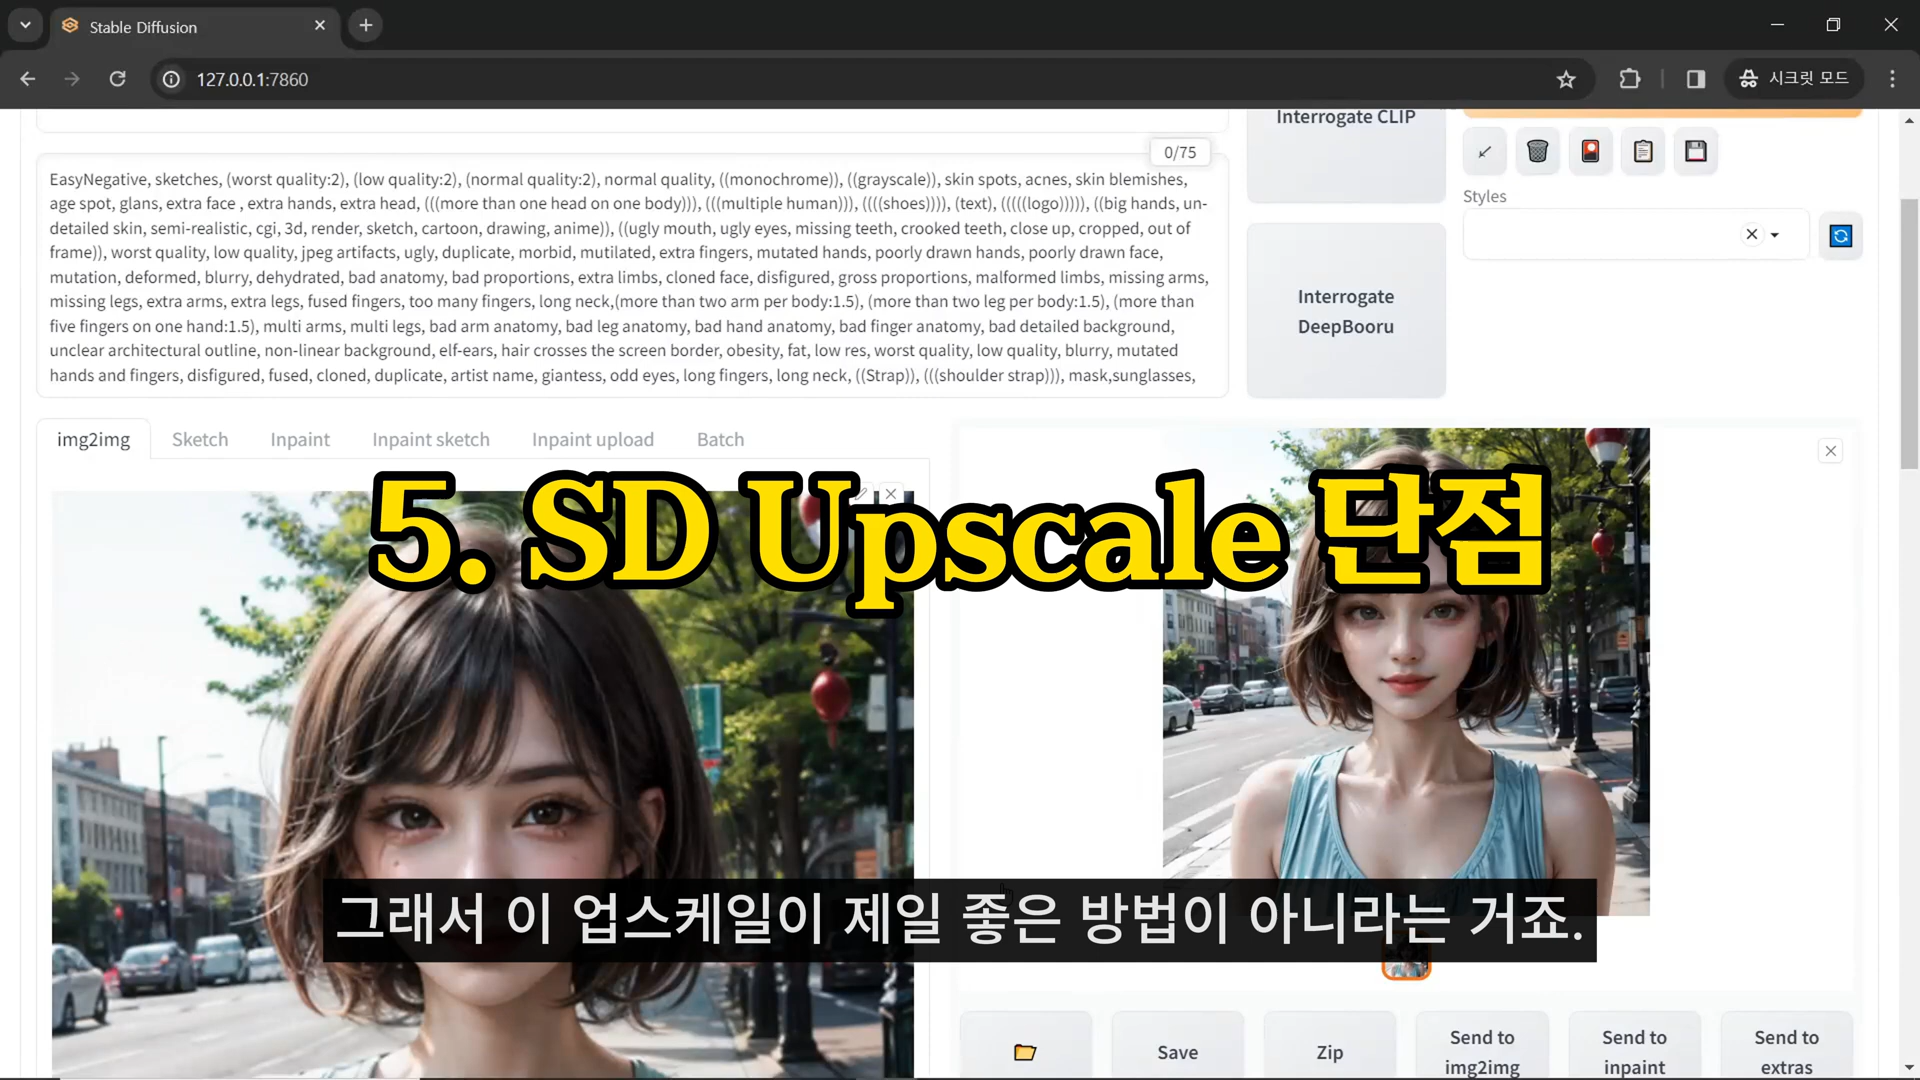 Stable Diffusion
127.0.0.1:7860
시크릿 모드
Interrogate CLIP
0/75
EasyNegative, sketches, (worst quality:2), (low quality:2), (normal quality:2), normal quality, ((monochrome)), ((grayscale)), skin spots, acnes, skin blemishes,
age spot, glans, extra face , extra hands, extra head, (((more than one head on one body))), (((multiple human))), ((((shoes)))), (text), (((((logo))))), ((big hands, un-
detailed skin, semi-realistic, cgi, 3d, render, sketch, cartoon, drawing, anime)), ((ugly mouth, ugly eyes, missing teeth, crooked teeth, close up, cropped, out of
frame)), worst quality, low quality, jpeg artifacts, ugly, duplicate, morbid, mutilated, extra fingers, mutated hands, poorly drawn hands, poorly drawn face,
mutation, deformed, blurry, dehydrated, bad anatomy, bad proportions, extra limbs, cloned face, disfigured, gross proportions, malformed limbs, missing arms,
missing legs, extra arms, extra legs, fused fingers, too many fingers, long neck,(more than two arm per body:1.5), (more than two leg per body:1.5), (more than
five fingers on one hand:1.5), multi arms, multi legs, bad arm anatomy, bad leg anatomy, bad hand anatomy, bad finger anatomy, bad detailed background,
unclear architectural outline, non-linear background, elf-ears, hair crosses the screen border, obesity, fat, low res, worst quality, low quality, blurry, mutated
hands and fingers, disfigured, fused, cloned, duplicate, artist name, giantess, odd eyes, long fingers, long neck, ((Strap)), (((shoulder strap))), mask,sunglasses,
Styles
Interrogate
DeepBooru
img2img
Sketch
Inpaint
Inpaint sketch
Inpaint upload
Batch
5. SD Upscale 단점
그래서 이 업스케일이 제일 좋은 방법이 아니라는 거죠.
Save
Zip
Send to
img2img
Send to
inpaint
Send to
extras